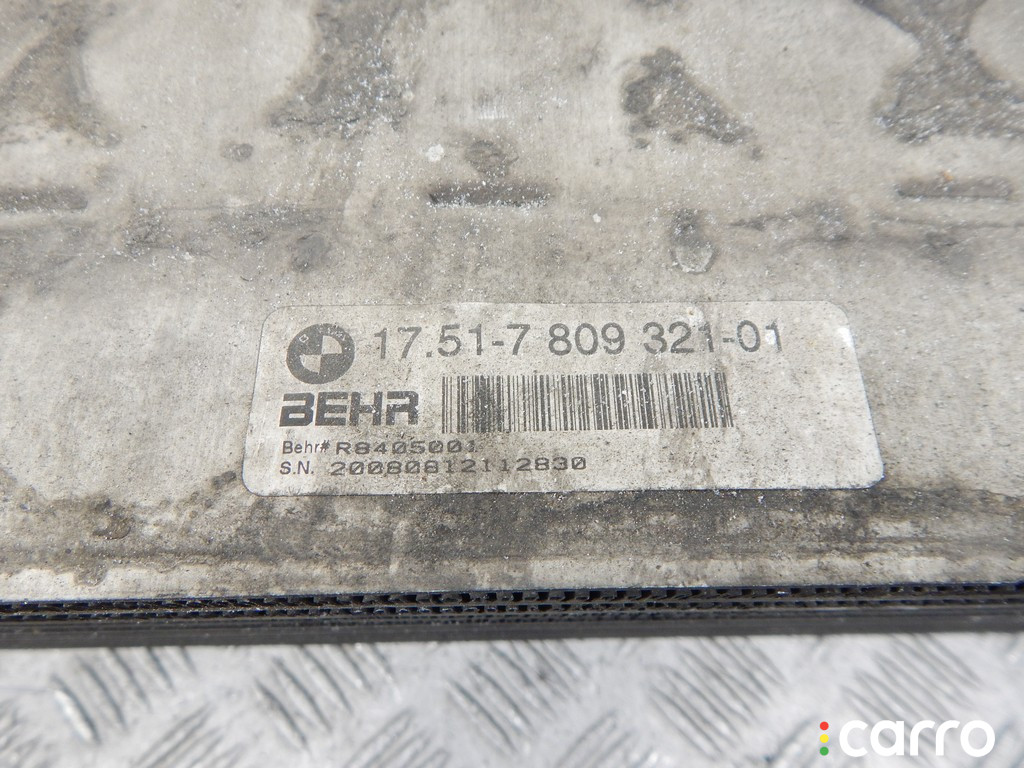 17.51-7 809 321-01
BEHR
Behr# R8405001
S.N. 20080812112830
carro